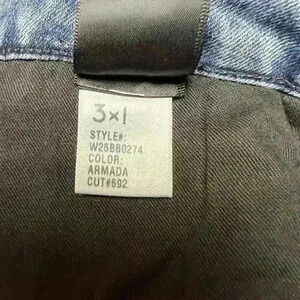 3×1
STYLE#:
W25BB0274
COLOR:
ARMADA
CUT#692